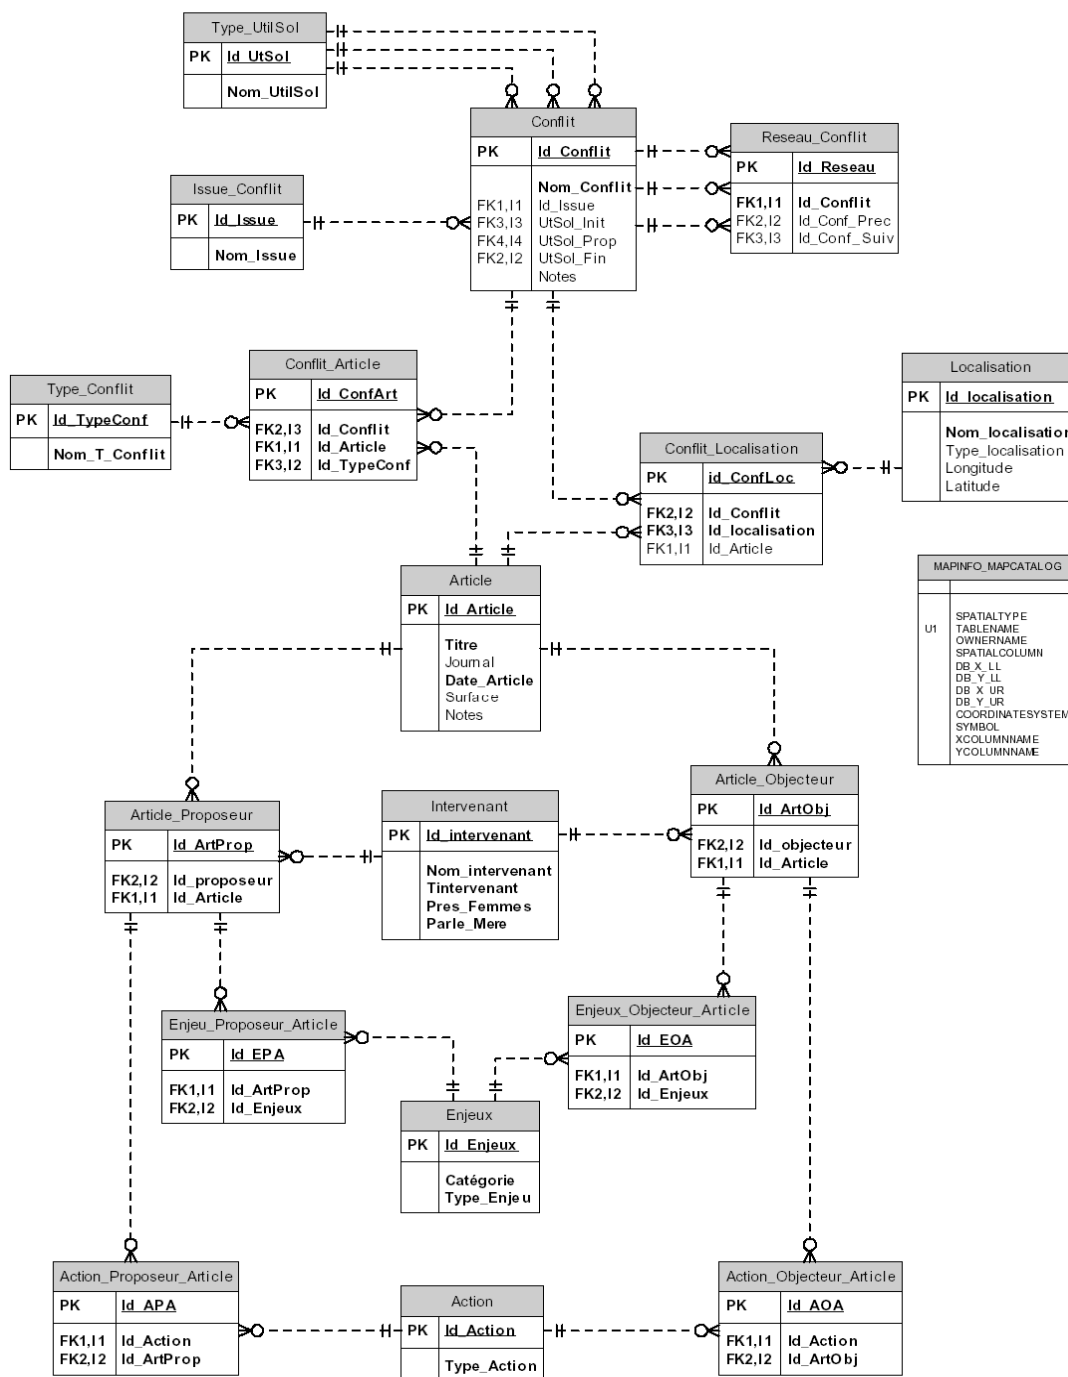 Type_UtilSol
PK Id_UtSol
Nom_UtilSol
Conflit
PK Id_Conflit
Nom_Conflit
FK1,I1 Id_Issue
FK3,I3 UtSol_Init
FK4,I4 UtSol_Prop
FK2,I2 UtSol_Fin
Notes
Reseau_Conflit
PK Id_Reseau
FK1,I1 Id_Conflit
FK2,I2 Id_Conf_Prec
FK3,I3 Id_Conf_Suiv
Issue_Conflit
PK Id_Issue
Nom_Issue
Conflit_Article
PK Id_ConfArt
FK2,I3 Id_Conflit
FK1,I1 Id_Article
FK3,I2 Id_TypeConf
Type_Conflit
PK Id_TypeConf
Nom_T_Conflit
Localisation
PK Id_localisation
Nom_localisation
Type_localisation
Longitude
Latitude
Conflit_Localisation
PK id_ConfLoc
FK2,I2 Id_Conflit
FK3,I3 Id_localisation
FK1,I1 Id_Article
MAPINFO_MAPCATALOG
SPATIALTYPE
U1 TABLENAME
OWNERNAME
SPATIALCOLUMN
DB_X_LL
DB_Y_LL
DB_X_UR
DB_Y_UR
COORDINATESYSTEM
SYMBOL
XCOLUMNNAME
YCOLUMNNAME
Article
PK Id_Article
Titre
Journal
Date_Article
Surface
Notes
Article_Proposeur
PK Id_ArtProp
FK2,I2 Id_proposeur
FK1,I1 Id_Article
Intervenant
Id_intervenant
Nom_intervenant
Tintervenant
Pres_Femmes
Parle_Mere
Article_Objecteur
PK Id_ArtObj
FK2,I2 Id_objecteur
FK1,I1 Id_Article
Enjeu_Proposeur_Article
PK Id_EPA
FK1,I1 Id_ArtProp
FK2,I2 Id_Enjeux
Enjeux_Objecteur_Article
PK Id_EOA
FK1,I1 Id_ArtObj
FK2,I2 Id_Enjeux
Enjeux
PK Id_Enjeux
Catégorie
Type_Enjeu
Action_Proposeur_Article
PK Id_APA
FK1,I1 Id_Action
FK2,I2 Id_ArtProp
Action
PK Id_Action
Type_Action
Action_Objecteur_Article
PK Id_AOA
FK1,I1 Id_Action
FK2,I2 Id_ArtObj